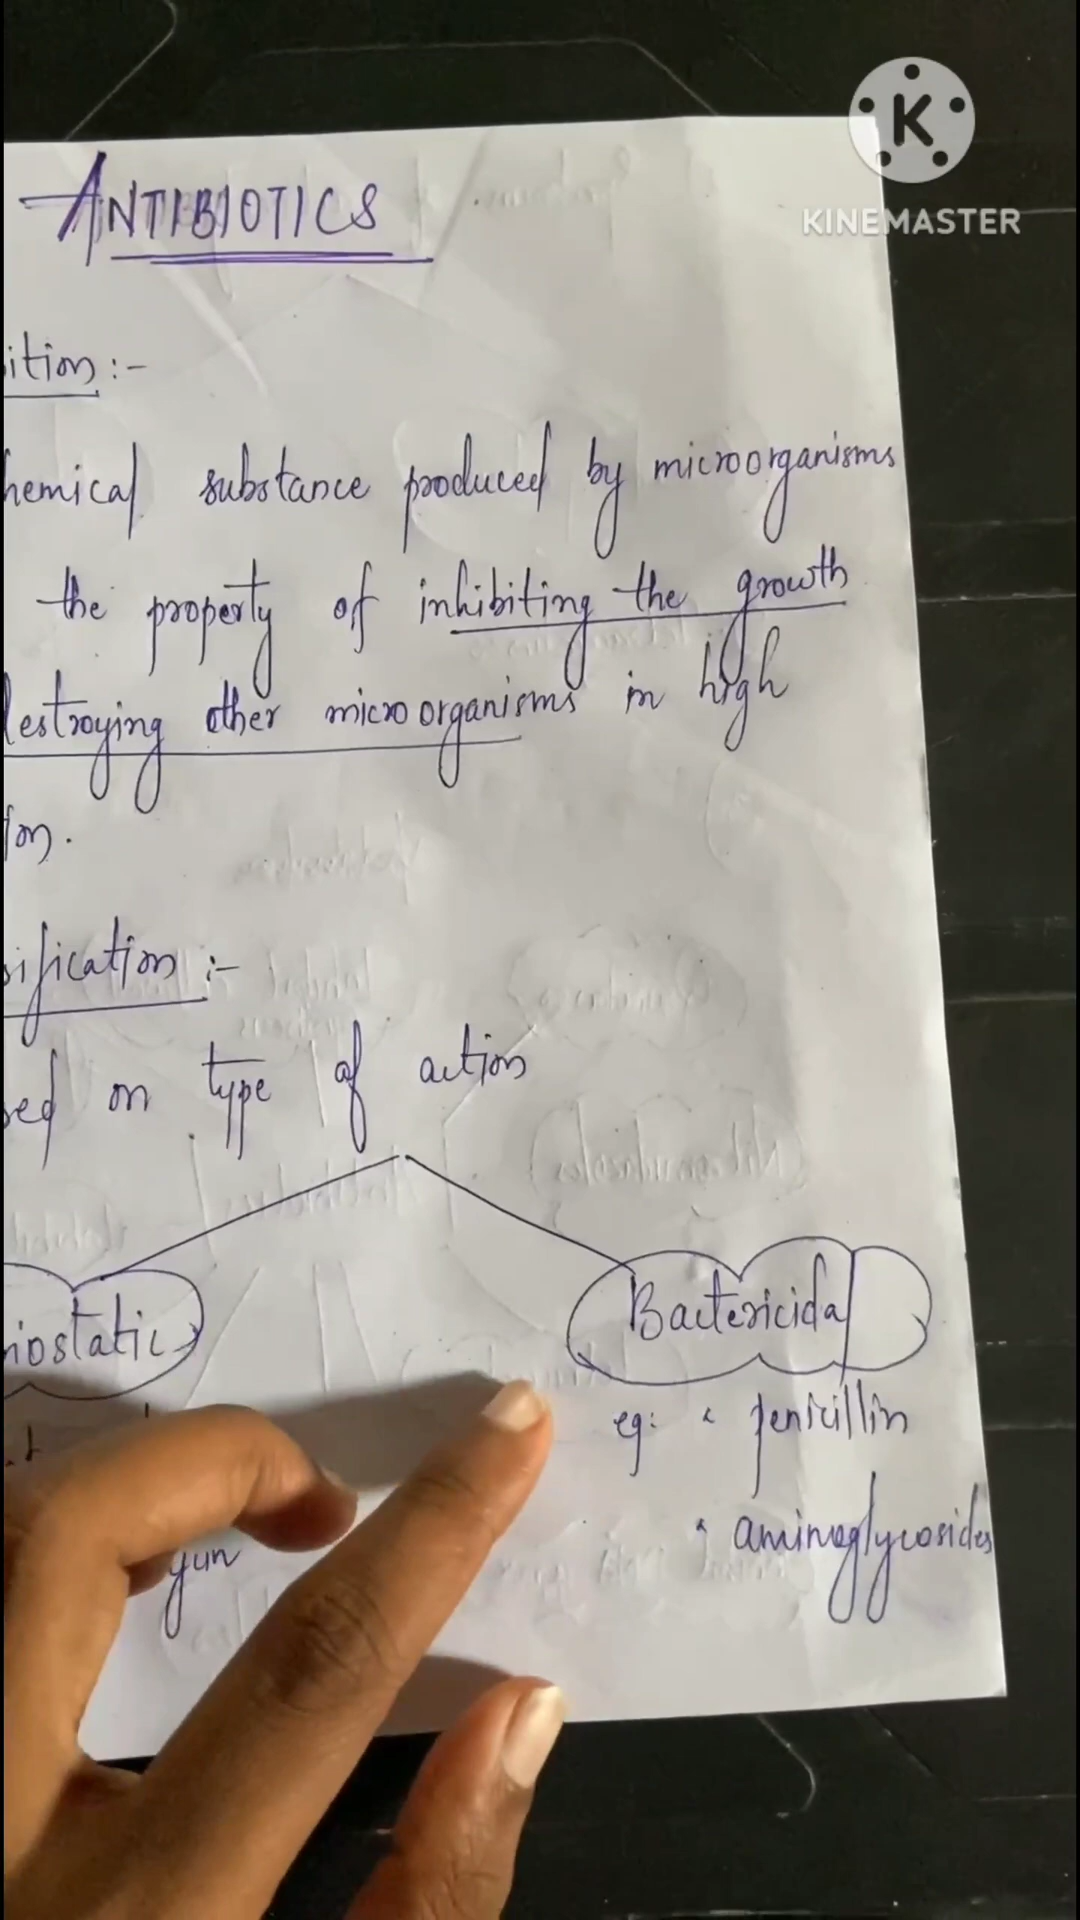 K
KINEMASTER
ANTIBIOTICS
ition :-
hemical substance produced by microorganisms
the property of inhibiting the growth
estroying other microorganisms in high
ion.
sification :-
sed on type of action
iostatic
Bactericidal
eg: penicillin
aminoglycosides